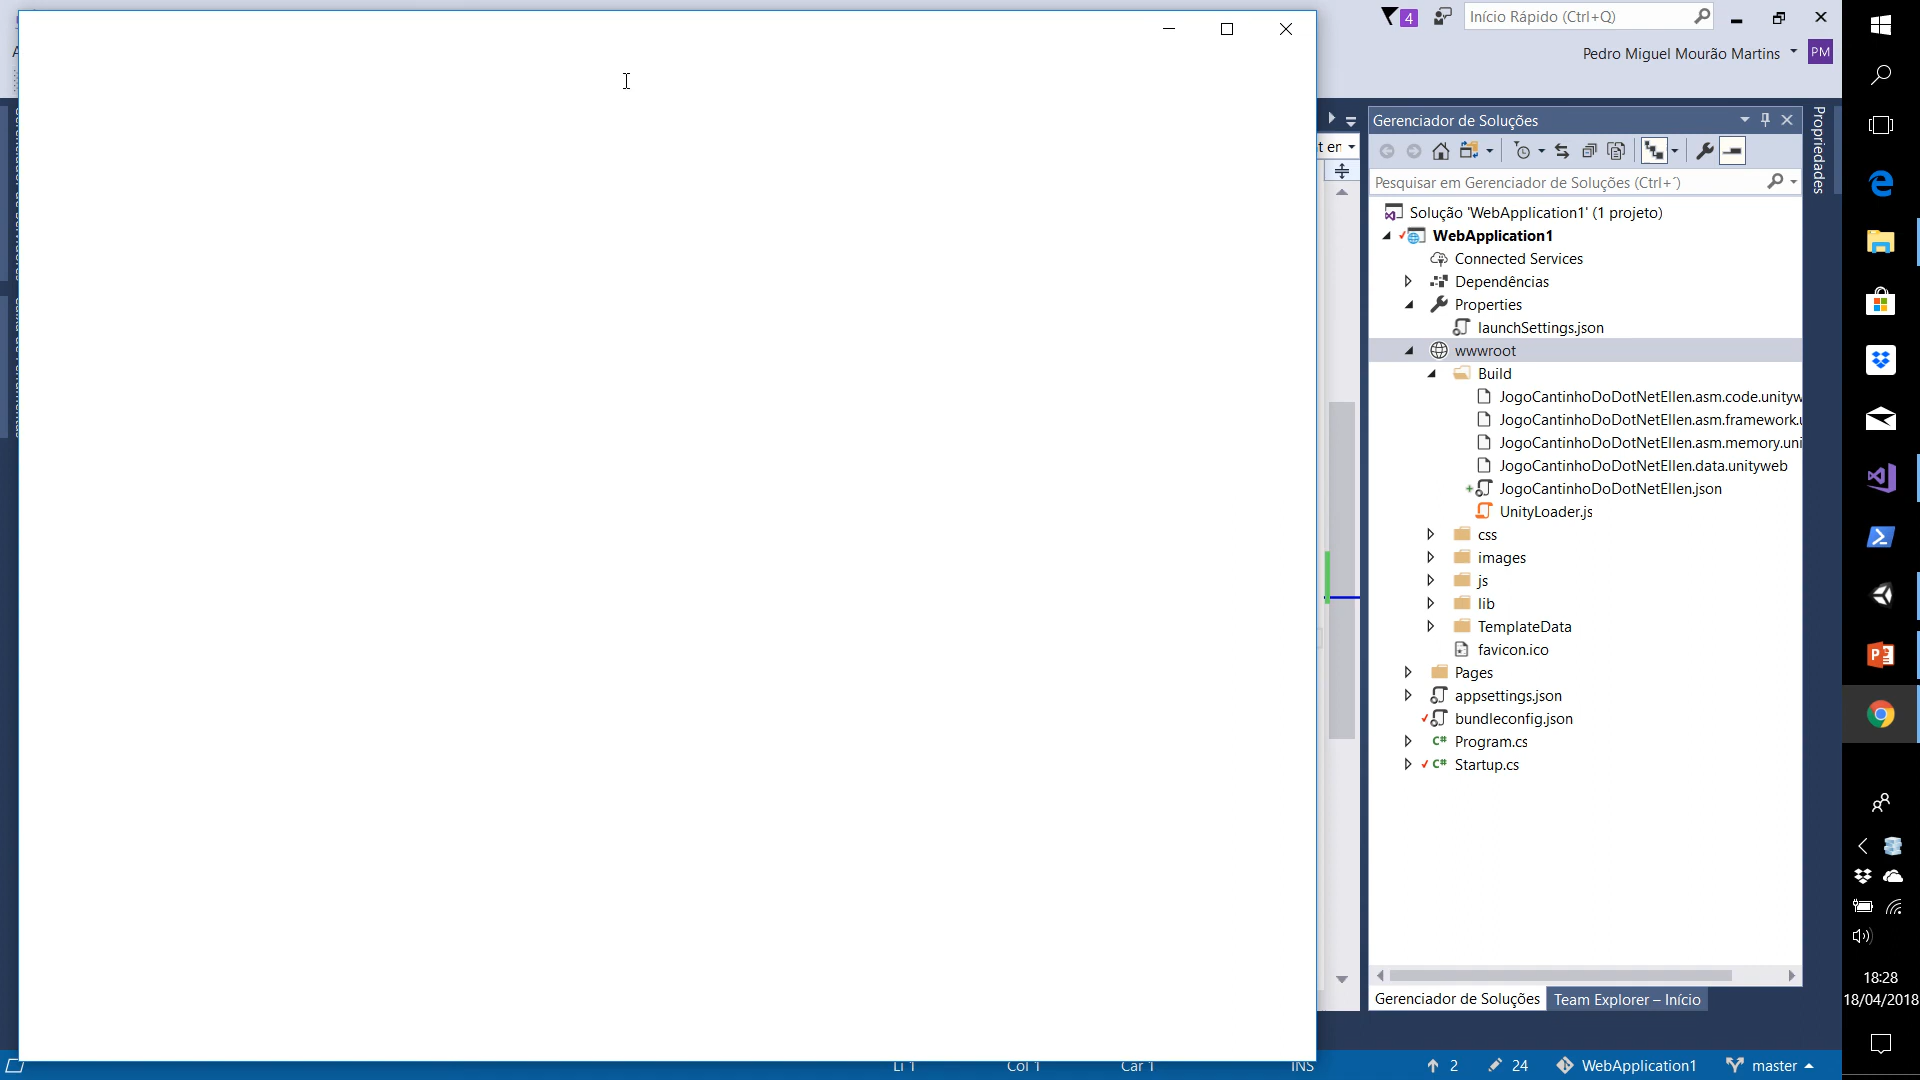 4
Início Rápido (Ctrl+Q)
Pedro Miguel Mourão Martins
PM
Gerenciador de Soluções
Propriedades
Pesquisar em Gerenciador de Soluções (Ctrl+´)
Solução 'WebApplication1' (1 projeto)
WebApplication1
Connected Services
Dependências
Properties
launchSettings.json
wwwroot
Build
JogoCantinhoDoDotNetEllen.asm.code.unityw
JogoCantinhoDoDotNetEllen.asm.framework.u
JogoCantinhoDoDotNetEllen.asm.memory.uni
JogoCantinhoDoDotNetEllen.data.unityweb
JogoCantinhoDoDotNetEllen.json
UnityLoader.js
css
images
js
lib
TemplateData
favicon.ico
Pages
appsettings.json
bundleconfig.json
C# Program.cs
C# Startup.cs
Gerenciador de Soluções
Team Explorer – Início
18:28
18/04/2018
Li 1
Col 1
Car 1
INS
2
24
WebApplication1
master